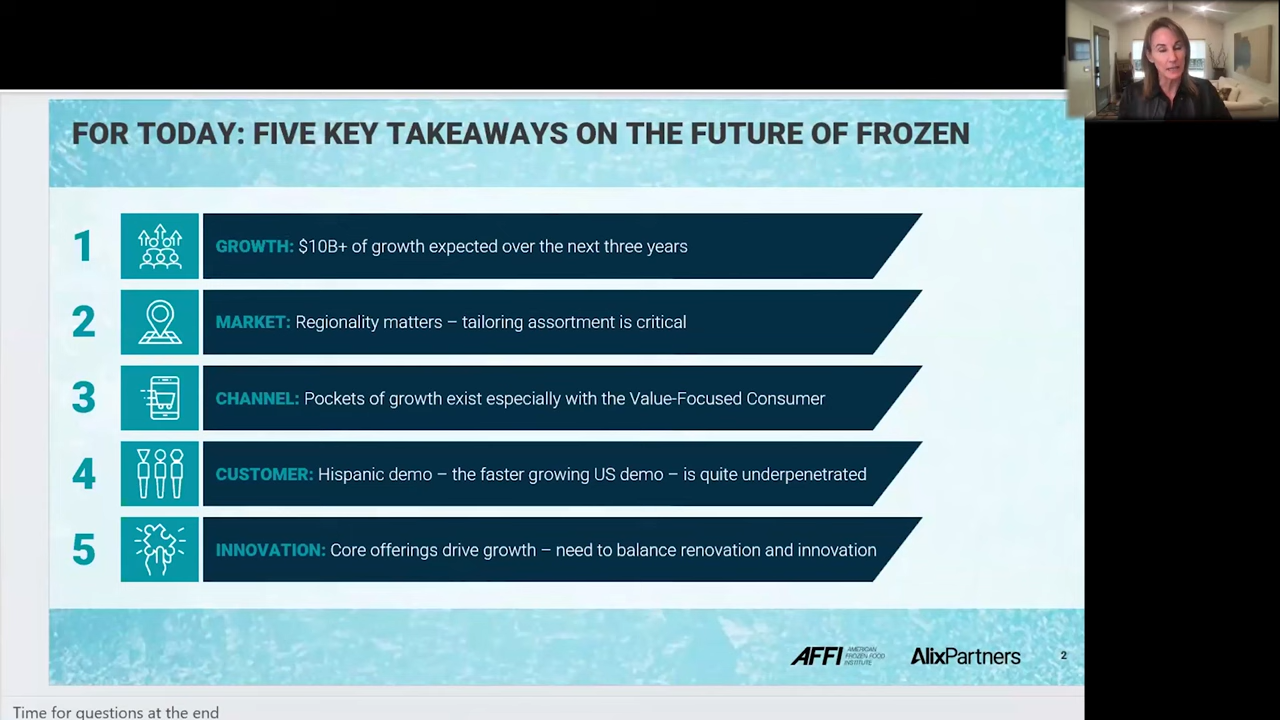 FOR TODAY: FIVE KEY TAKEAWAYS ON THE FUTURE OF FROZEN
1
GROWTH: $10B+ of growth expected over the next three years
2
MARKET: Regionality matters – tailoring assortment is critical
3
CHANNEL: Pockets of growth exist especially with the Value-Focused Consumer
4
CUSTOMER: Hispanic demo – the faster growing US demo – is quite underpenetrated
5
INNOVATION: Core offerings drive growth – need to balance renovation and innovation
AFFI
AMERICAN
FROZEN FOOD
INSTITUTE
AlixPartners
2
Time for questions at the end